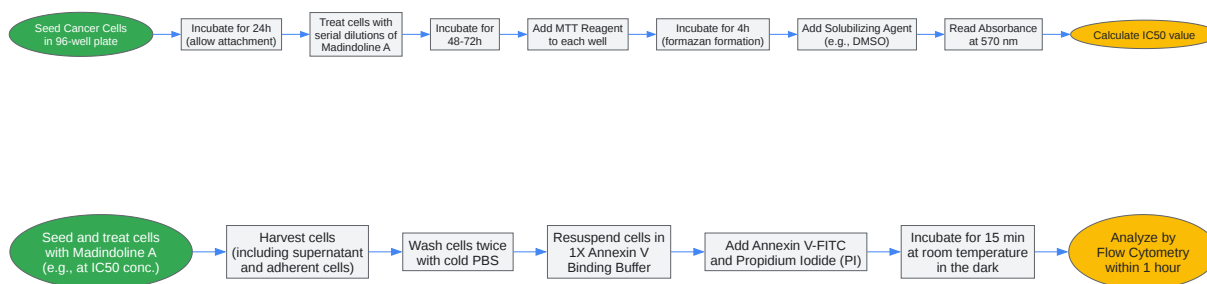 Seed Cancer Cells
in 96-well plate
Incubate for 24h
(allow attachment)
Treat cells with
serial dilutions of
Madindoline A
Incubate for
48-72h
Add MTT Reagent
to each well
Incubate for 4h
(formazan formation)
Add Solubilizing Agent
(e.g., DMSO)
Read Absorbance
at 570 nm
Calculate IC50 value
Seed and treat cells
with Madindoline A
(e.g., at IC50 conc.)
Harvest cells
(including supernatant
and adherent cells)
Wash cells twice
with cold PBS
Resuspend cells in
1X Annexin V
Binding Buffer
Add Annexin V-FITC
and Propidium Iodide (PI)
Incubate for 15 min
at room temperature
in the dark
Analyze by
Flow Cytometry
within 1 hour